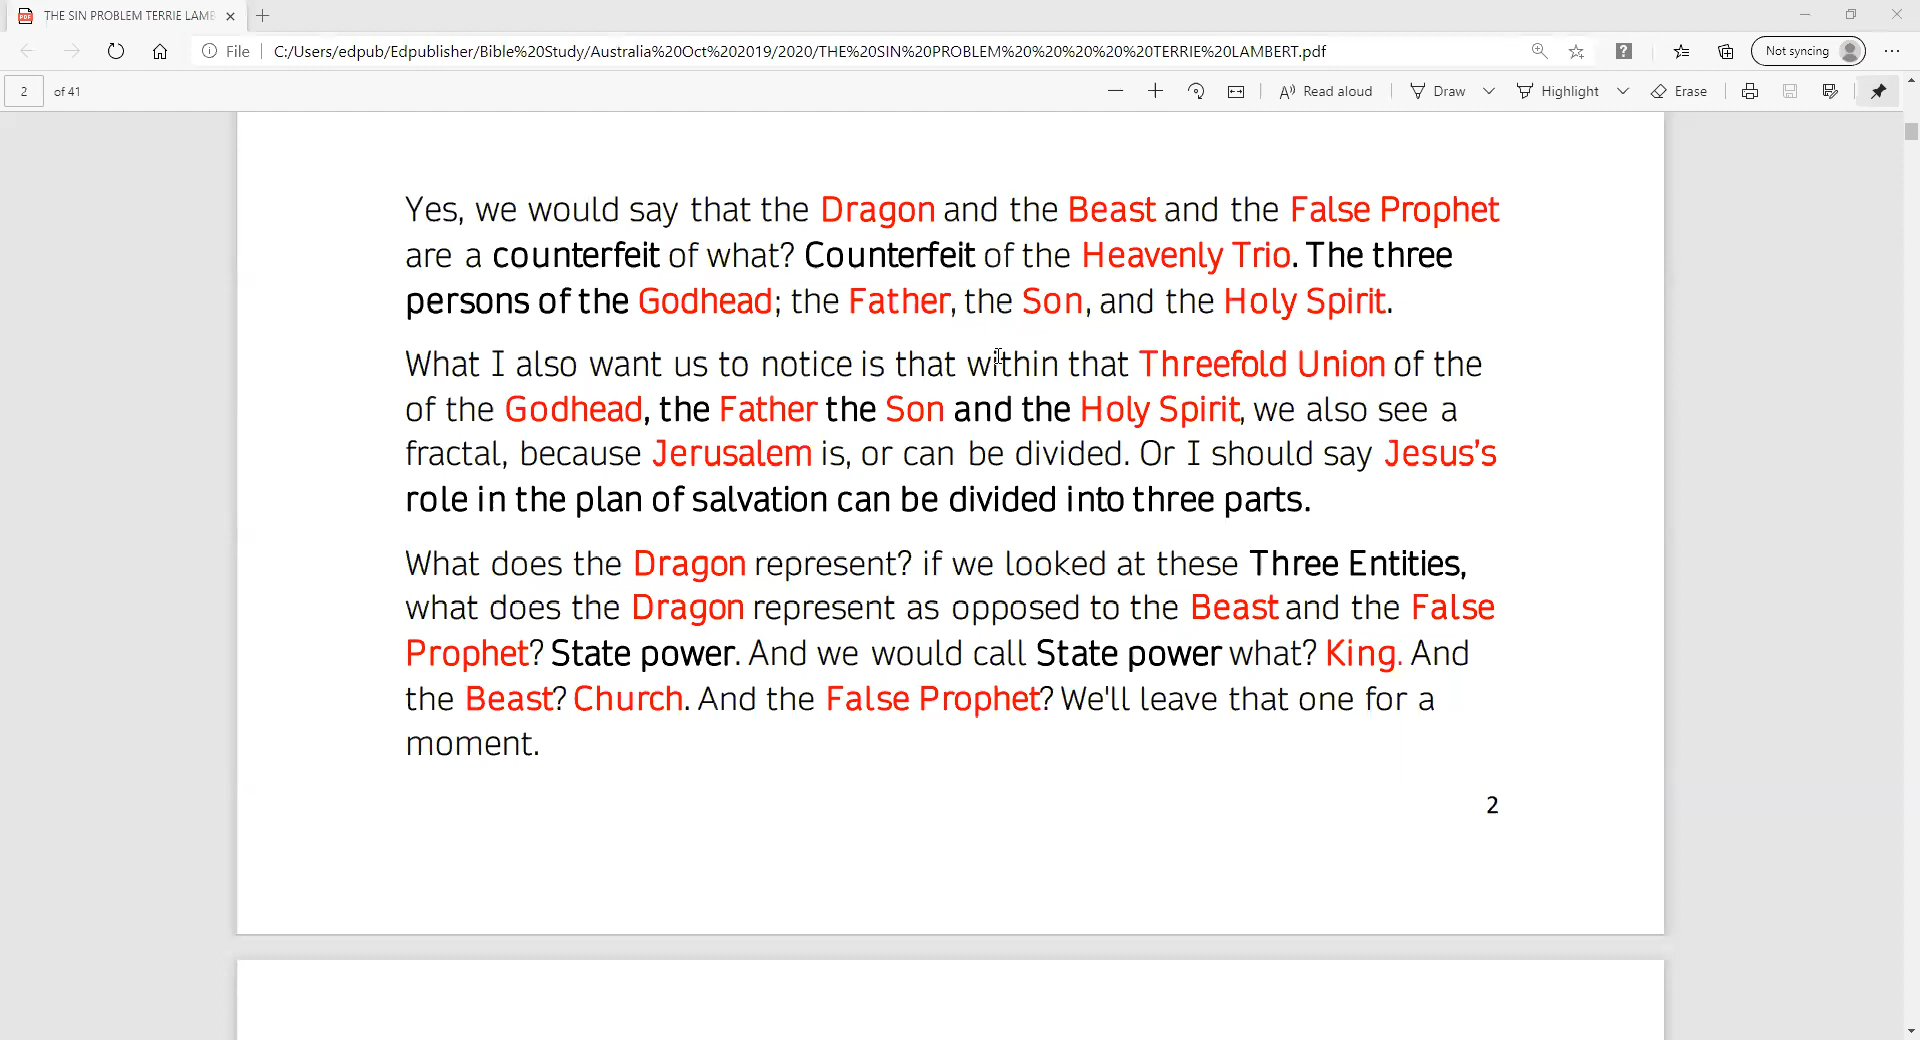 THE SIN PROBLEM TERRIE LAMB
File
C:/Users/edpub/Edpublisher/Bible%20Study/Australia%20Oct%202019/2020/THE%20SIN%20PROBLEM%20%20%20%20%20TERRIE%20LAMBERT.pdf
Not syncing
2 of 41
Read aloud
Draw
Highlight
Erase
Yes, we would say that the Dragon and the Beast and the False Prophet
are a counterfeit of what? Counterfeit of the Heavenly Trio. The three
persons of the Godhead; the Father, the Son, and the Holy Spirit.
What I also want us to notice is that within that Threefold Union of the
of the Godhead, the Father the Son and the Holy Spirit, we also see a
fractal, because Jerusalem is, or can be divided. Or I should say Jesus's
role in the plan of salvation can be divided into three parts.
What does the Dragon represent? if we looked at these Three Entities,
what does the Dragon represent as opposed to the Beast and the False
Prophet? State power. And we would call State power what? King. And
the Beast? Church. And the False Prophet? We'll leave that one for a
moment.
2